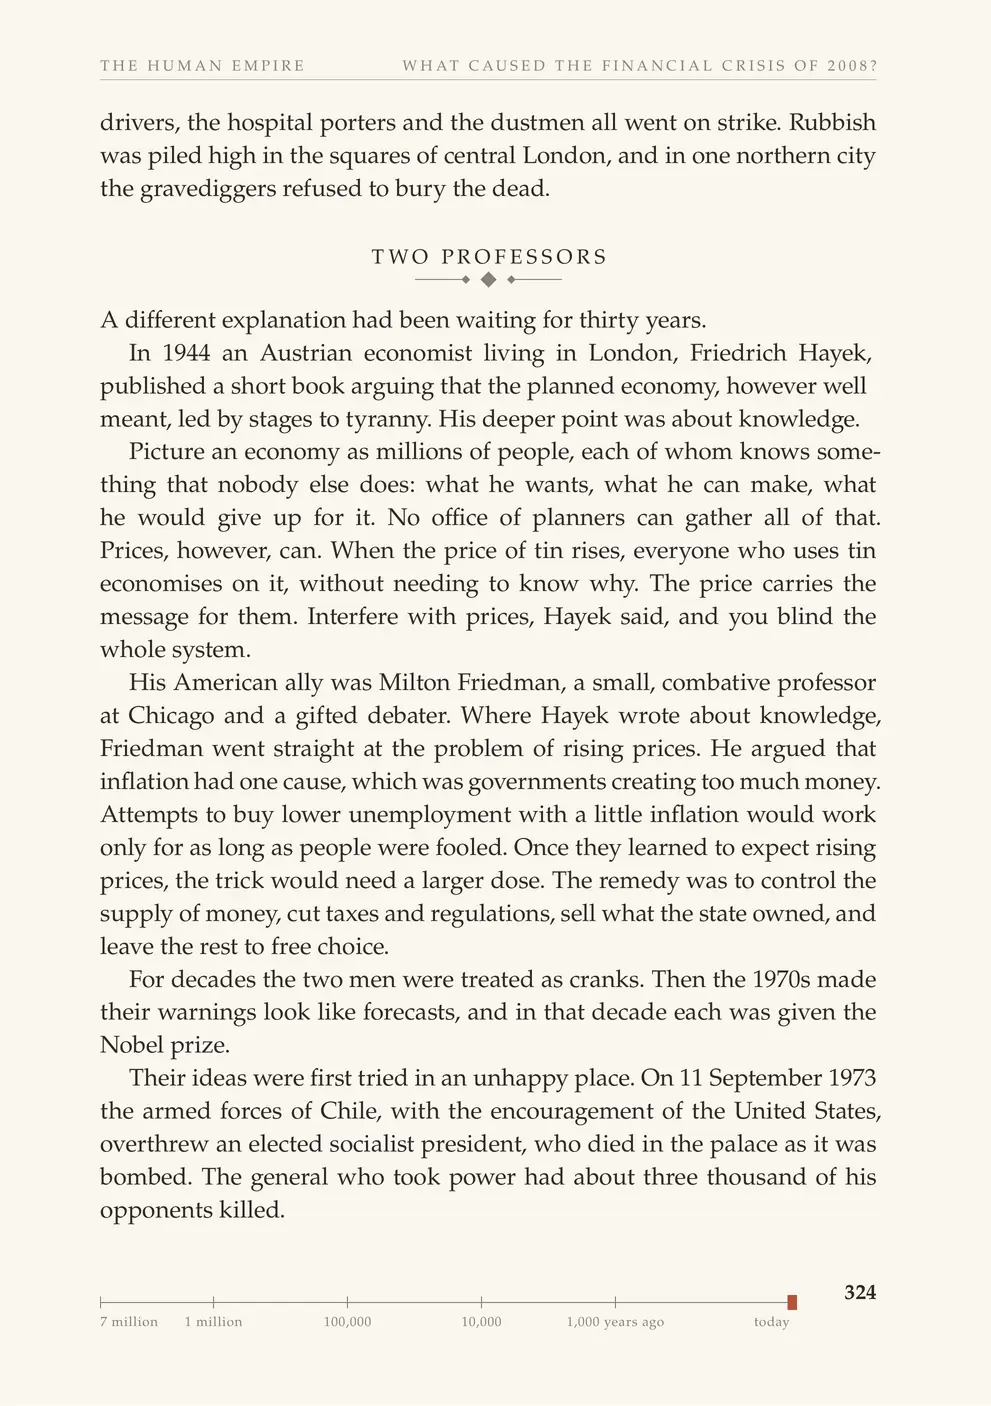 THE HUMAN EMPIRE
WHAT CAUSED THE FINANCIAL CRISIS OF 2008?
drivers, the hospital porters and the dustmen all went on strike. Rubbish
was piled high in the squares of central London, and in one northern city
the gravediggers refused to bury the dead.
TWO PROFESSORS
A different explanation had been waiting for thirty years.
In 1944 an Austrian economist living in London, Friedrich Hayek,
published a short book arguing that the planned economy, however well
meant, led by stages to tyranny. His deeper point was about knowledge.
Picture an economy as millions of people, each of whom knows some-
thing that nobody else does: what he wants, what he can make, what
he would give up for it. No office of planners can gather all of that.
Prices, however, can. When the price of tin rises, everyone who uses tin
economises on it, without needing to know why. The price carries the
message for them. Interfere with prices, Hayek said, and you blind the
whole system.
His American ally was Milton Friedman, a small, combative professor
at Chicago and a gifted debater. Where Hayek wrote about knowledge,
Friedman went straight at the problem of rising prices. He argued that
inflation had one cause, which was governments creating too much money.
Attempts to buy lower unemployment with a little inflation would work
only for as long as people were fooled. Once they learned to expect rising
prices, the trick would need a larger dose. The remedy was to control the
supply of money, cut taxes and regulations, sell what the state owned, and
leave the rest to free choice.
For decades the two men were treated as cranks. Then the 1970s made
their warnings look like forecasts, and in that decade each was given the
Nobel prize.
Their ideas were first tried in an unhappy place. On 11 September 1973
the armed forces of Chile, with the encouragement of the United States,
overthrew an elected socialist president, who died in the palace as it was
bombed. The general who took power had about three thousand of his
opponents killed.
324
7 million 1 million 100,000 10,000 1,000 years ago today